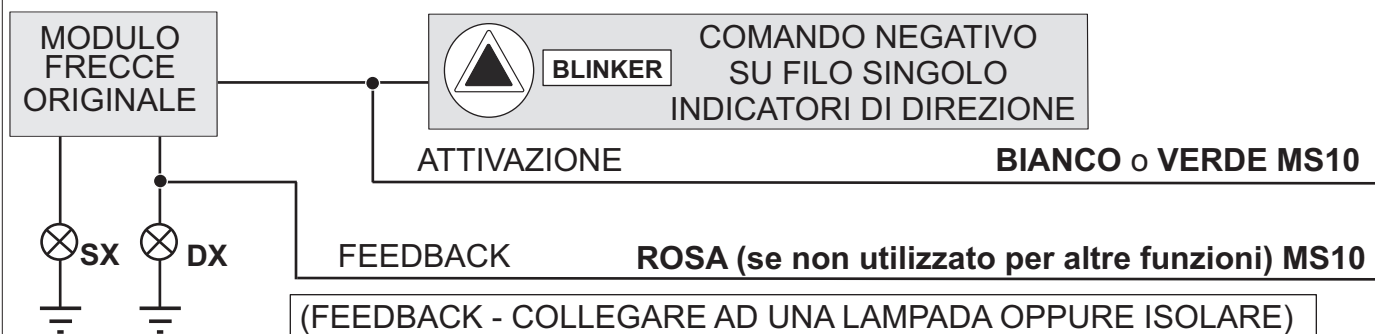 MODULO
FRECCE
ORIGINALE
BLINKER
COMANDO NEGATIVO
SU FILO SINGOLO
INDICATORI DI DIREZIONE
ATTIVAZIONE
BIANCO o VERDE MS10
SX
DX
FEEDBACK
ROSA (se non utilizzato per altre funzioni) MS10
(FEEDBACK - COLLEGARE AD UNA LAMPADA OPPURE ISOLARE)